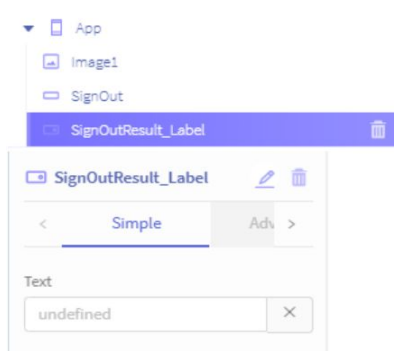 App
Image1
SignOut
SignOutResult_Label
SignOutResult_Label
Simple
Adv
Text
undefined